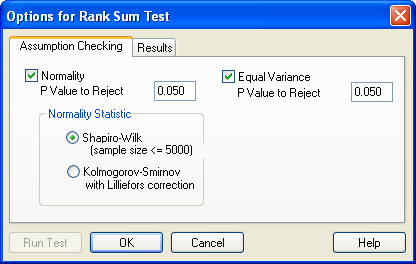 Options for Rank Sum Test
Assumption Checking
Results
Normality
P Value to Reject
0.050
Equal Variance
P Value to Reject
0.050
Normality Statistic
Shapiro-Wilk
(sample size <= 5000)
Kolmogorov-Smirnov
with Lilliefors correction
Run Test
OK
Cancel
Help